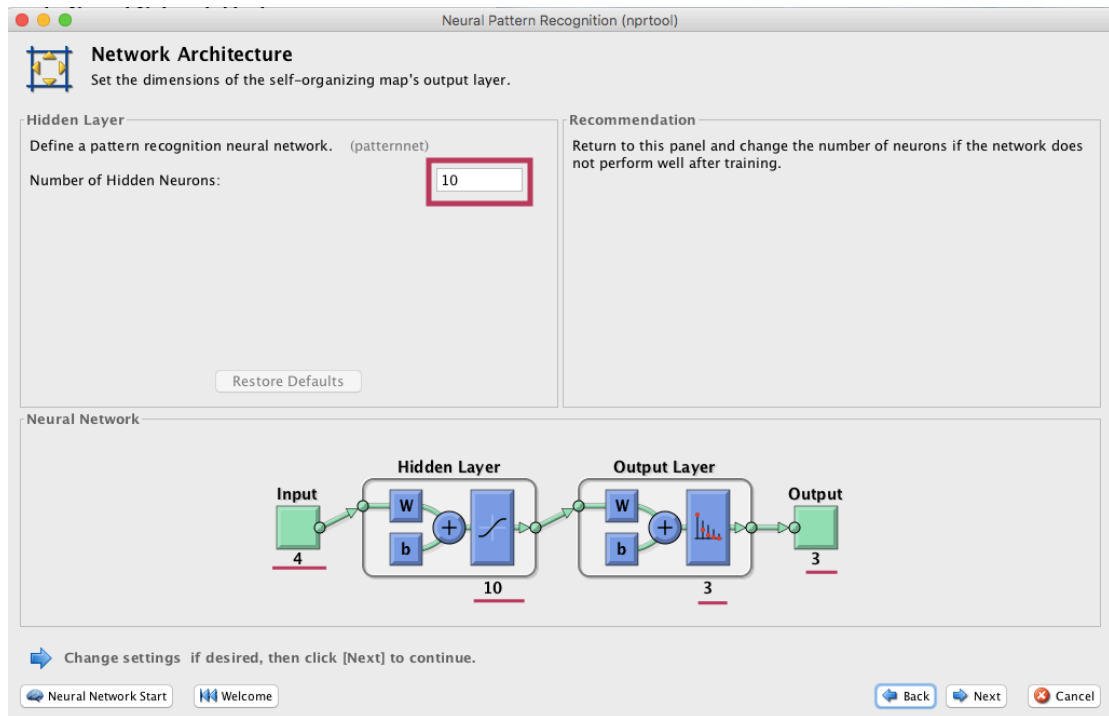 Neural Pattern Recognition (nprtool)
Network Architecture
Set the dimensions of the self-organizing map's output layer.
Hidden Layer
Define a pattern recognition neural network. (patternnet)
Number of Hidden Neurons: 10
Restore Defaults
Recommendation
Return to this panel and change the number of neurons if the network does
not perform well after training.
Neural Network
Hidden Layer Output Layer
Input W b + W b + Output
4 10 3 3
Change settings if desired, then click [Next] to continue.
Neural Network Start Welcome Back Next Cancel